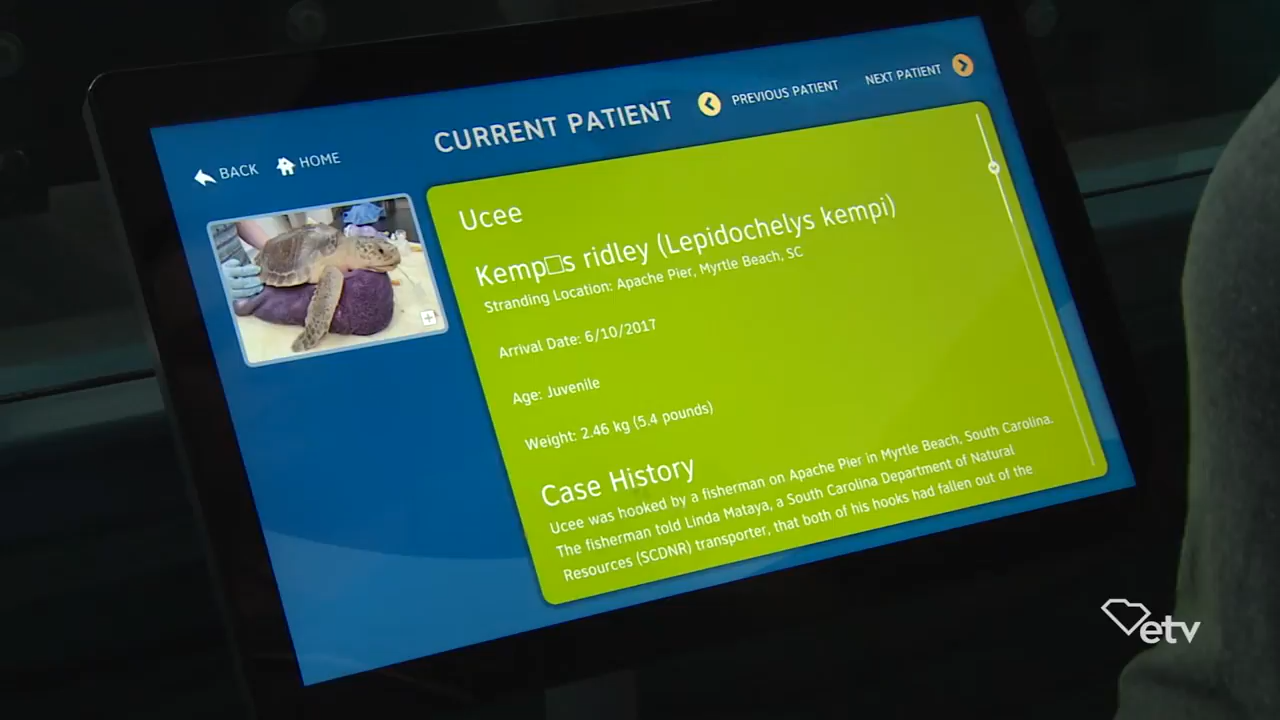 BACK
HOME
CURRENT PATIENT
PREVIOUS PATIENT
NEXT PATIENT
Ucee
Kemp□s ridley (Lepidochelys kempi)
Stranding Location: Apache Pier, Myrtle Beach, SC
Arrival Date: 6/10/2017
Age: Juvenile
Weight: 2.46 kg (5.4 pounds)
Case History
Ucee was hooked by a fisherman on Apache Pier in Myrtle Beach, South Carolina.
The fisherman told Linda Mataya, a South Carolina Department of Natural
Resources (SCDNR) transporter, that both of his hooks had fallen out of the
etv